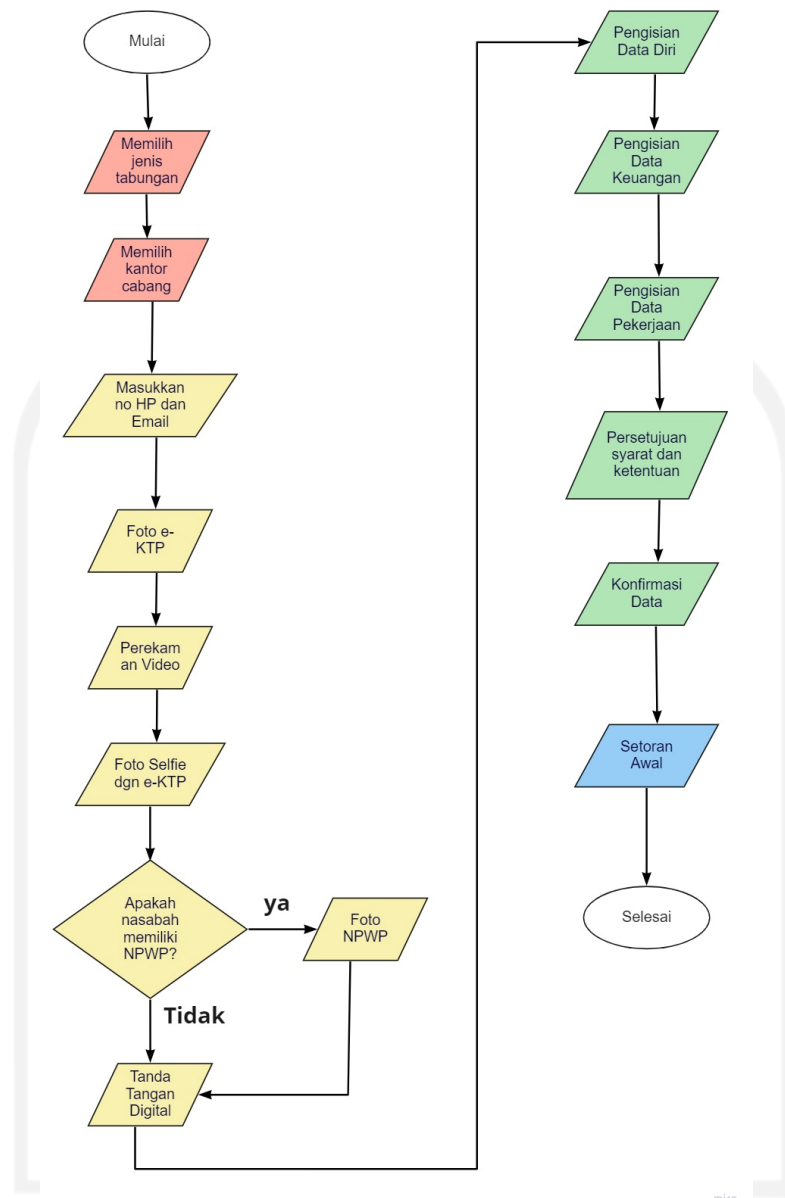 Mulai
Memilih
jenis
tabungan
Memilih
kantor
cabang
Masukkan
no HP dan
Email
Foto e-
KTP
Perekam
an Video
Foto Selfie
dgn e-KTP
Apakah
nasabah
memiliki
NPWP?
ya
Foto
NPWP
Tidak
Tanda
Tangan
Digital
Pengisian
Data Diri
Pengisian
Data
Keuangan
Pengisian
Data
Pekerjaan
Persetujuan
syarat dan
ketentuan
Konfirmasi
Data
Setoran
Awal
Selesai